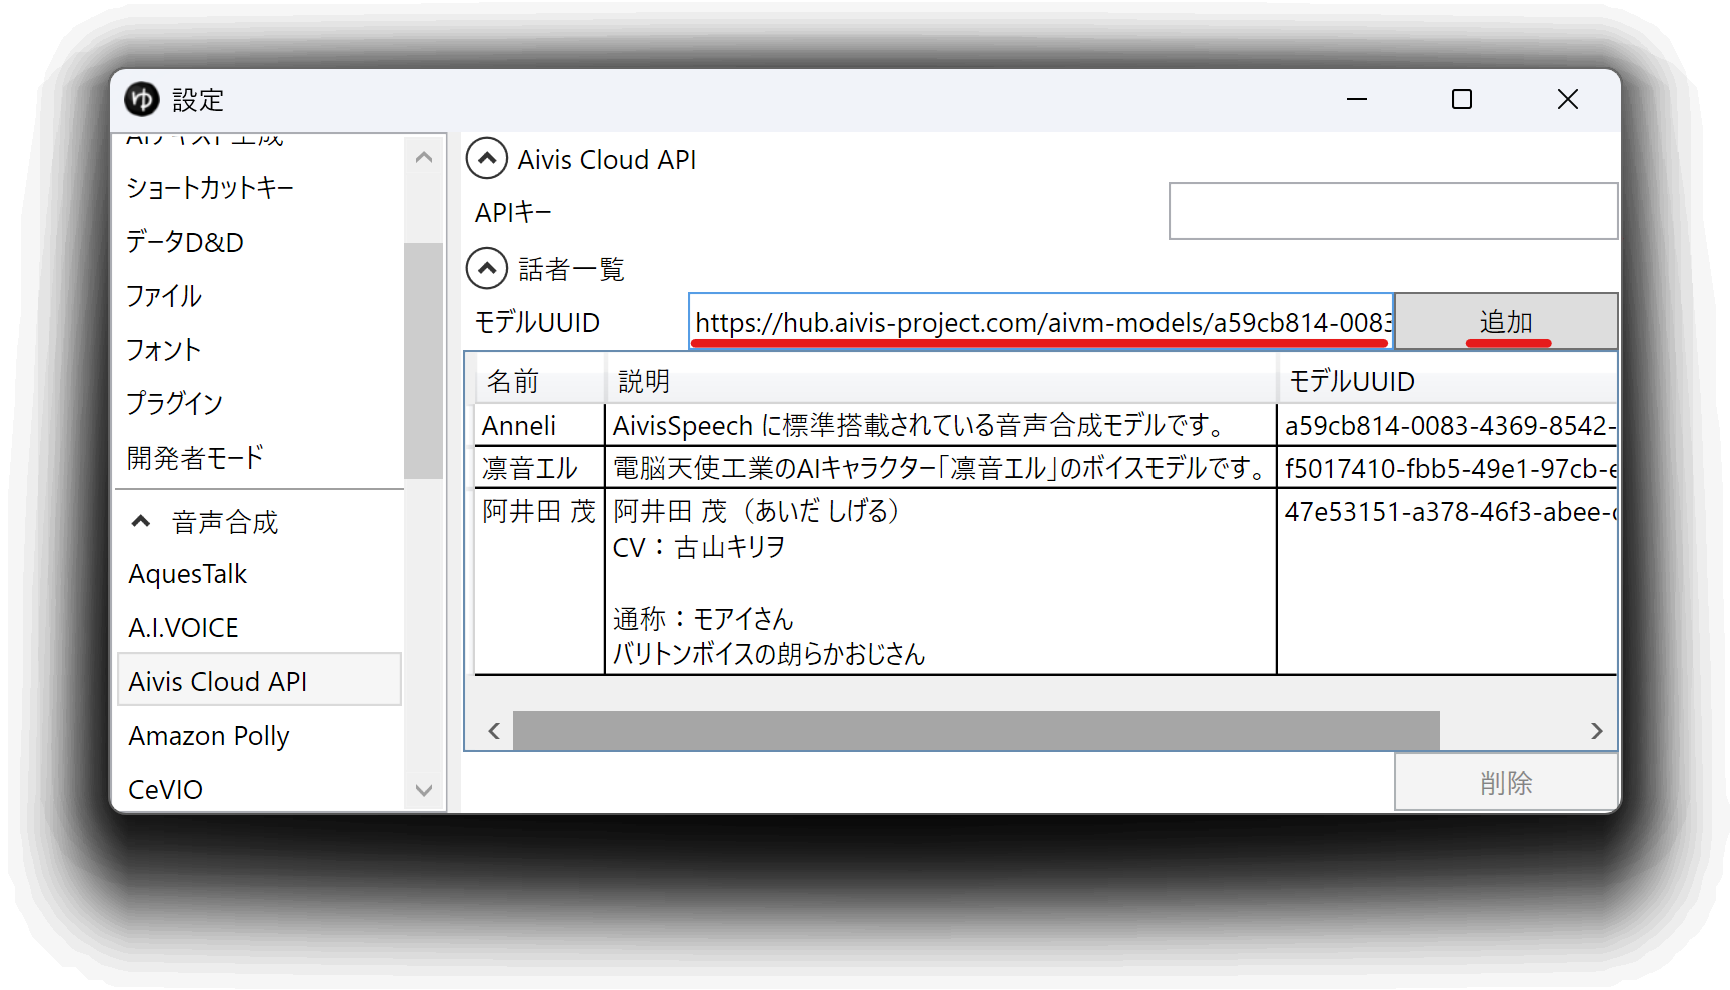 ゆ 設定
AIテキスト生成
ショートカットキー
データD&D
ファイル
フォント
プラグイン
開発者モード
音声合成
AquesTalk
A.I.VOICE
Aivis Cloud API
Amazon Polly
CeVIO
Aivis Cloud API
APIキー
話者一覧
モデルUUID https://hub.aivis-project.com/aivm-models/a59cb814-0083 追加
名前 説明 モデルUUID
Anneli AivisSpeech に標準搭載されている音声合成モデルです。 a59cb814-0083-4369-8542-
凛音エル 電脳天使工業のAIキャラクター「凛音エル」のボイスモデルです。 f5017410-fbb5-49e1-97cb-e
阿井田 茂 阿井田 茂（あいだ しげる） 47e53151-a378-46f3-abee-c
CV：古山キリヲ
通称：モアイさん
バリトンボイスの朗らかおじさん
削除